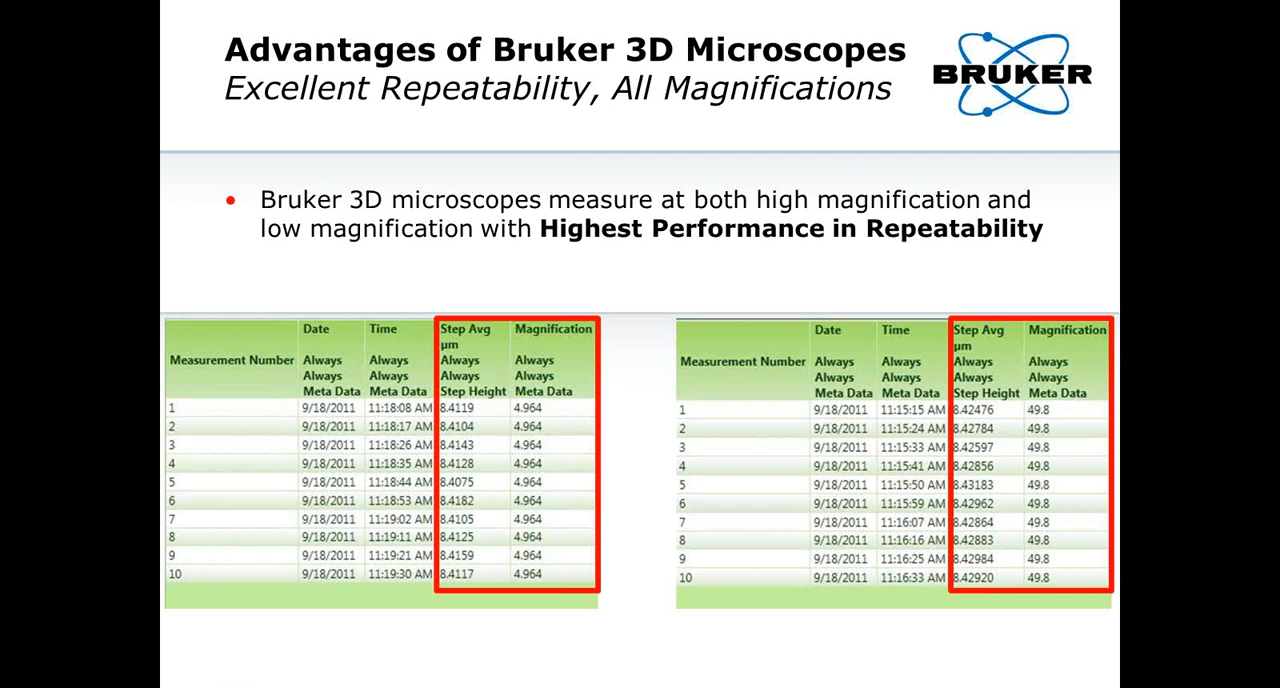 Advantages of Bruker 3D Microscopes
Excellent Repeatability, All Magnifications
BRUKER
• Bruker 3D microscopes measure at both high magnification and
low magnification with Highest Performance in Repeatability
Date Time Step Avg Magnification
µm
Measurement Number Always Always Always Always
Always Always Always Always
Meta Data Meta Data Step Height Meta Data
1 9/18/2011 11:18:08 AM 8.4119 4.964
2 9/18/2011 11:18:17 AM 8.4104 4.964
3 9/18/2011 11:18:26 AM 8.4143 4.964
4 9/18/2011 11:18:35 AM 8.4128 4.964
5 9/18/2011 11:18:44 AM 8.4075 4.964
6 9/18/2011 11:18:53 AM 8.4182 4.964
7 9/18/2011 11:19:02 AM 8.4105 4.964
8 9/18/2011 11:19:11 AM 8.4125 4.964
9 9/18/2011 11:19:21 AM 8.4159 4.964
10 9/18/2011 11:19:30 AM 8.4117 4.964
Date Time Step Avg Magnification
µm
Measurement Number Always Always Always Always
Always Always Always Always
Meta Data Meta Data Step Height Meta Data
1 9/18/2011 11:15:15 AM 8.42476 49.8
2 9/18/2011 11:15:24 AM 8.42784 49.8
3 9/18/2011 11:15:33 AM 8.42597 49.8
4 9/18/2011 11:15:41 AM 8.42856 49.8
5 9/18/2011 11:15:50 AM 8.43183 49.8
6 9/18/2011 11:15:59 AM 8.42962 49.8
7 9/18/2011 11:16:07 AM 8.42864 49.8
8 9/18/2011 11:16:16 AM 8.42883 49.8
9 9/18/2011 11:16:25 AM 8.42984 49.8
10 9/18/2011 11:16:33 AM 8.42920 49.8